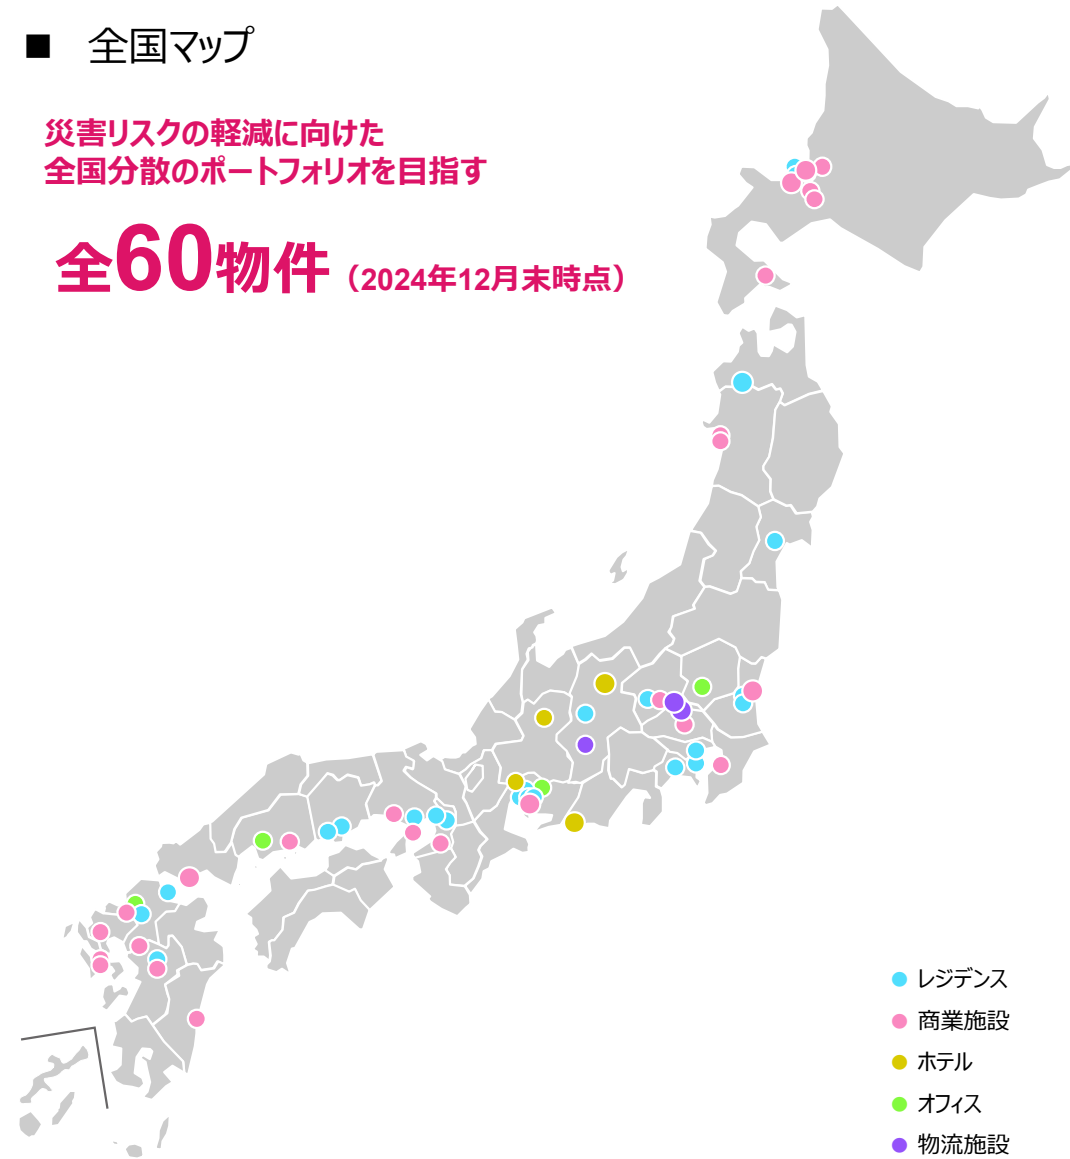 ■ 全国マップ
災害リスクの軽減に向けた
全国分散のポートフォリオを目指す
全60物件（2024年12月末時点）
レジデンス
商業施設
ホテル
オフィス
物流施設